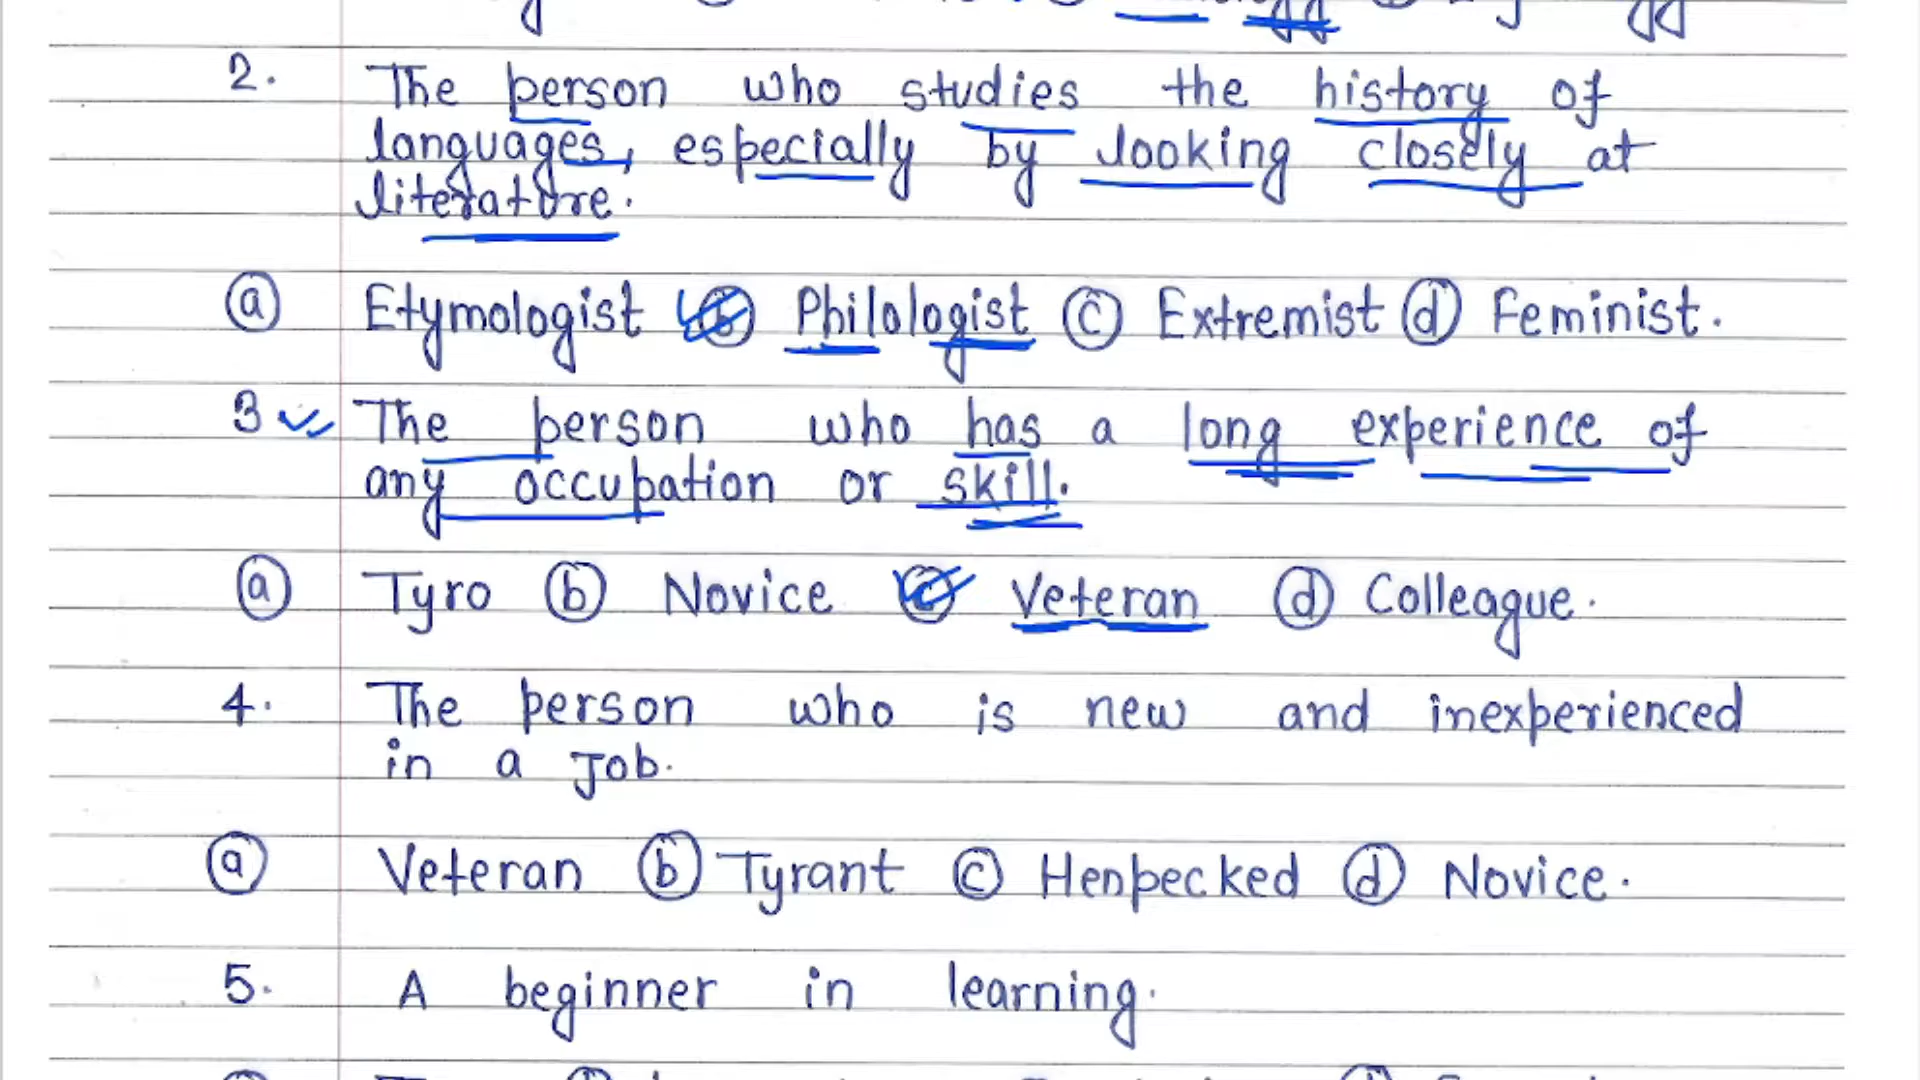 2. The person who studies the history of
languages, especially by looking closely at
literature.
ⓐ Etymologist ⓑ Philologist ⓒ Extremist ⓓ Feminist.
3 The person who has a long experience of
any occupation or skill.
ⓐ Tyro ⓑ Novice ⓒ Veteran ⓓ Colleague.
4. The person who is new and inexperienced
in a Job.
ⓐ Veteran ⓑ Tyrant ⓒ Henpecked ⓓ Novice.
5. A beginner in learning.